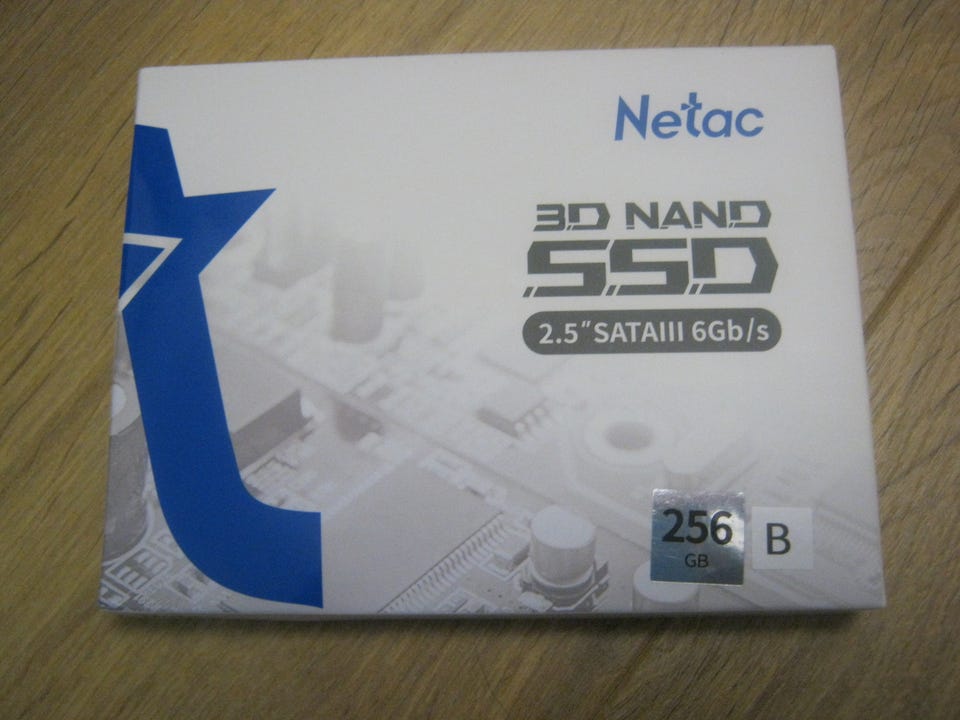 Netac
3D NAND
SSD
2.5″ SATAIII 6Gb/s
256
GB
B